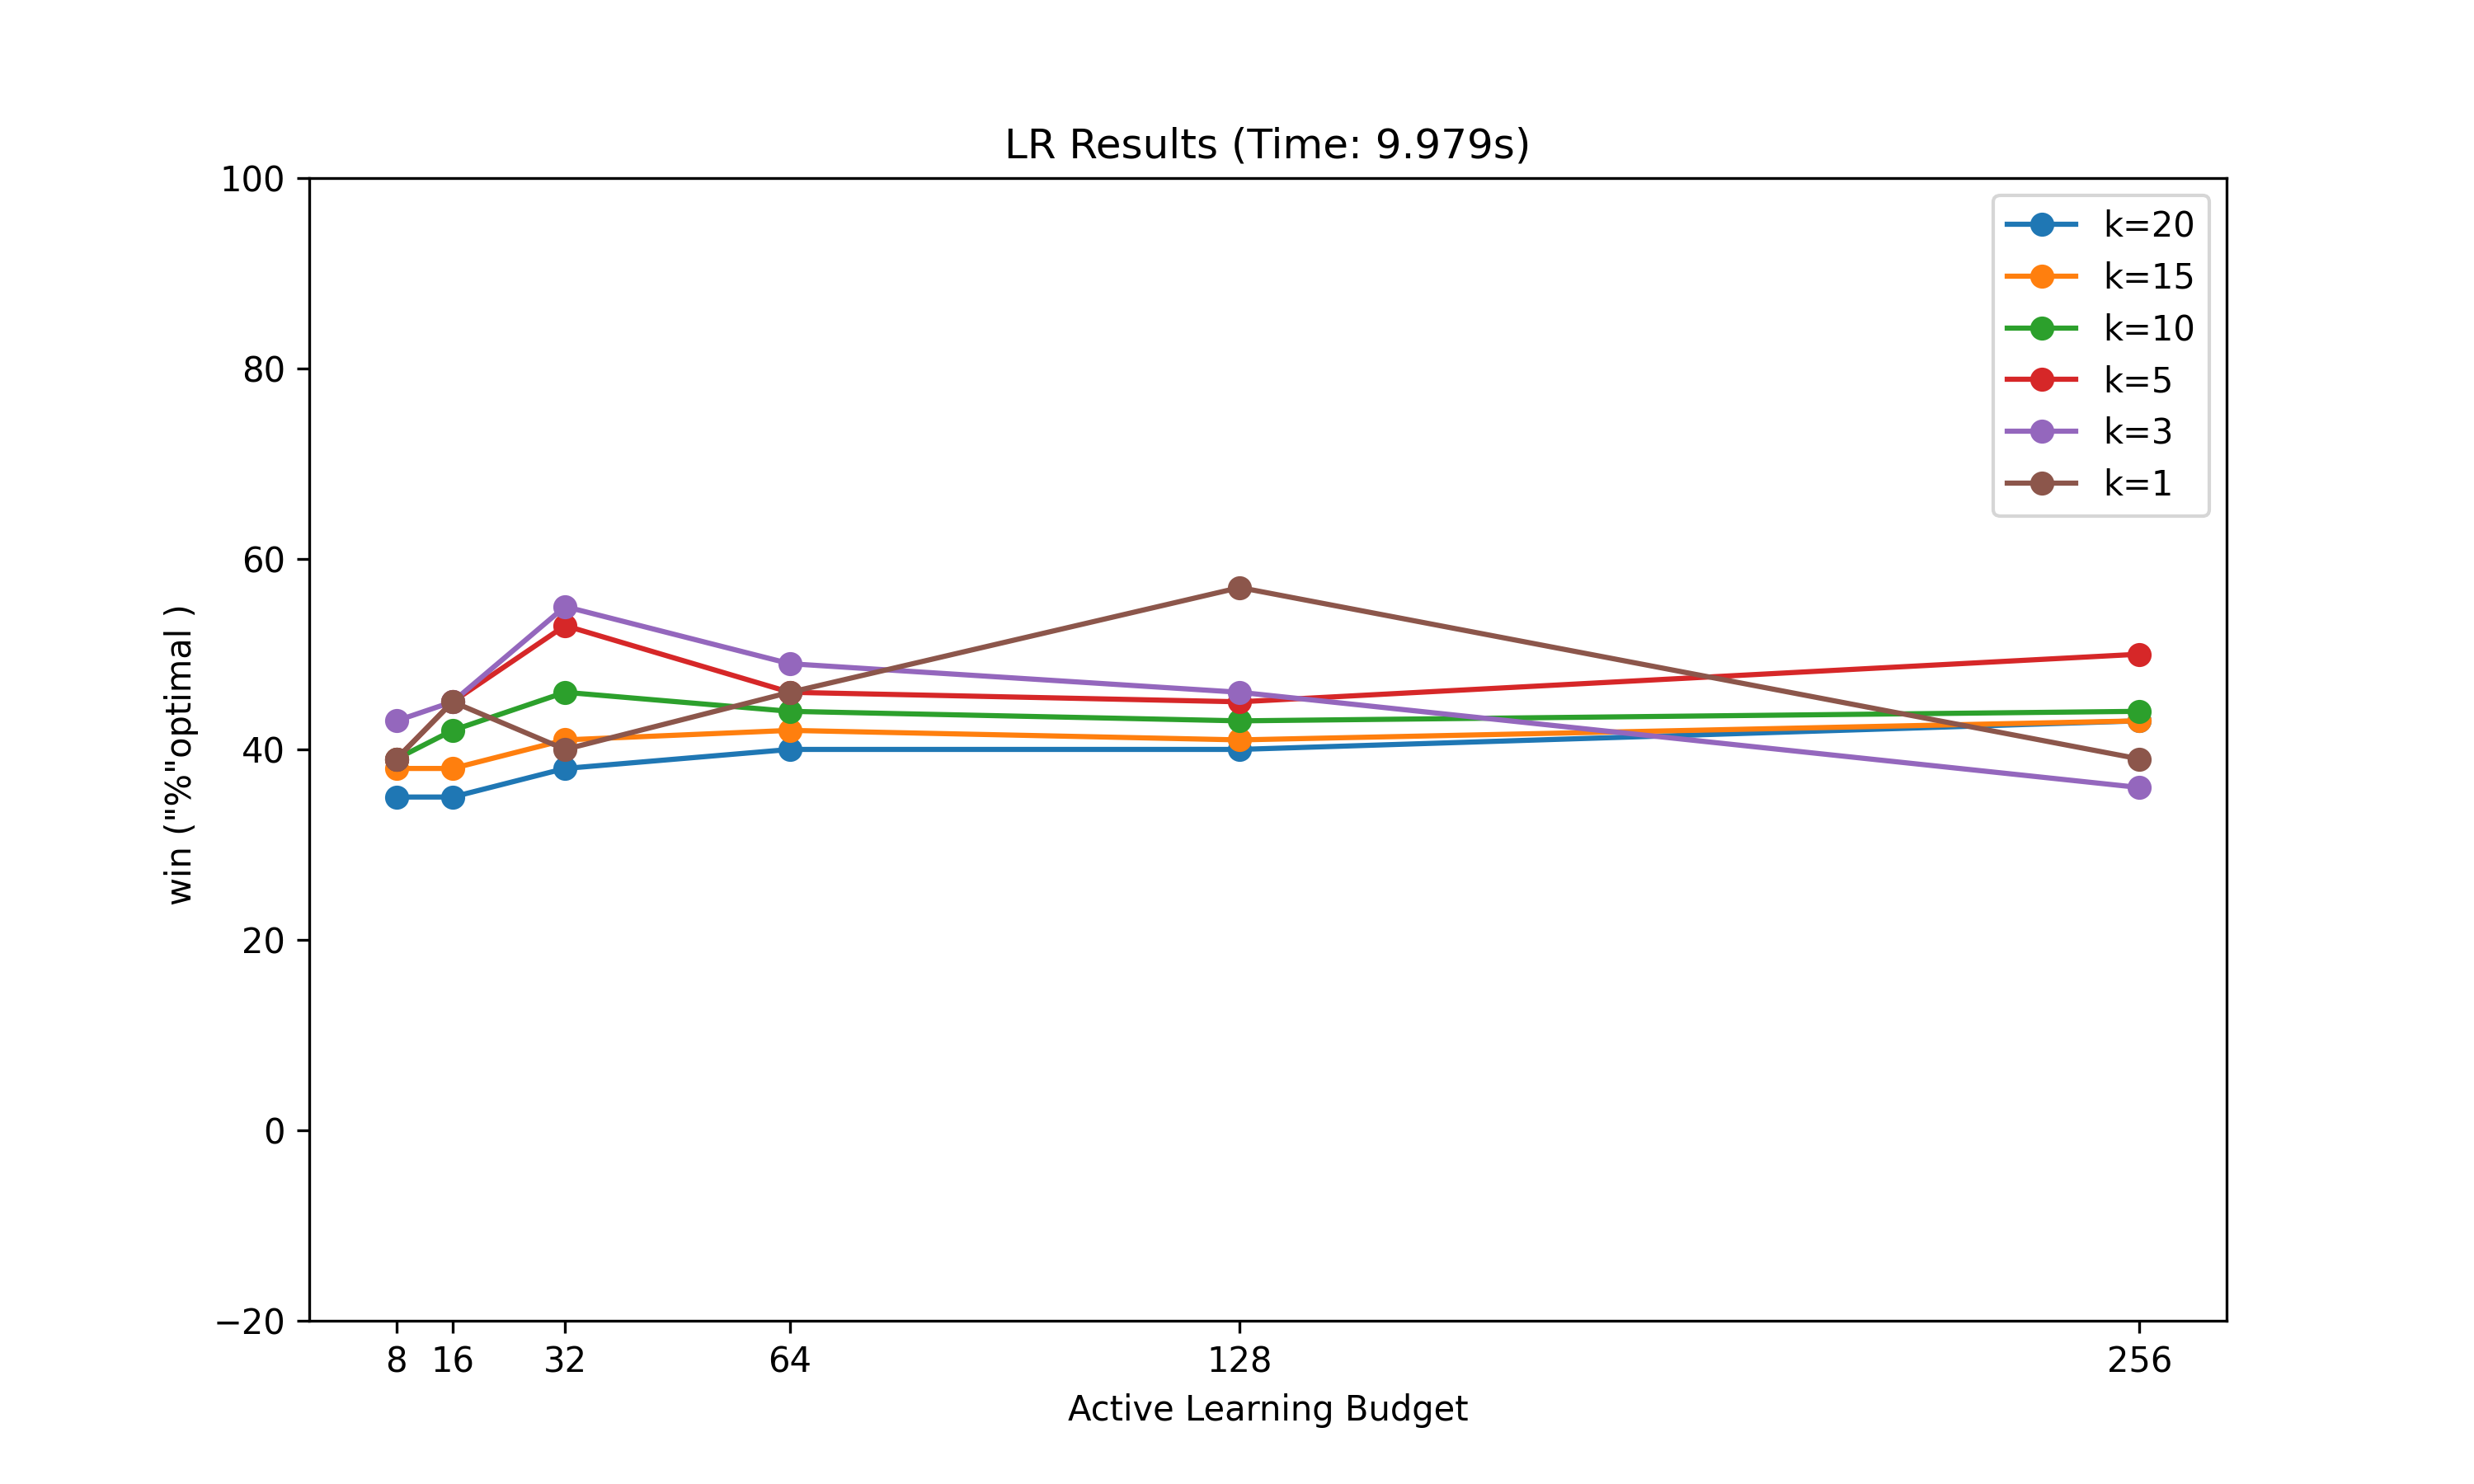 LR Results (Time: 9.979s)
100
80
60
40
20
0
−20
win ("%"optimal )
k=20
k=15
k=10
k=5
k=3
k=1
8 16 32 64 128 256
Active Learning Budget